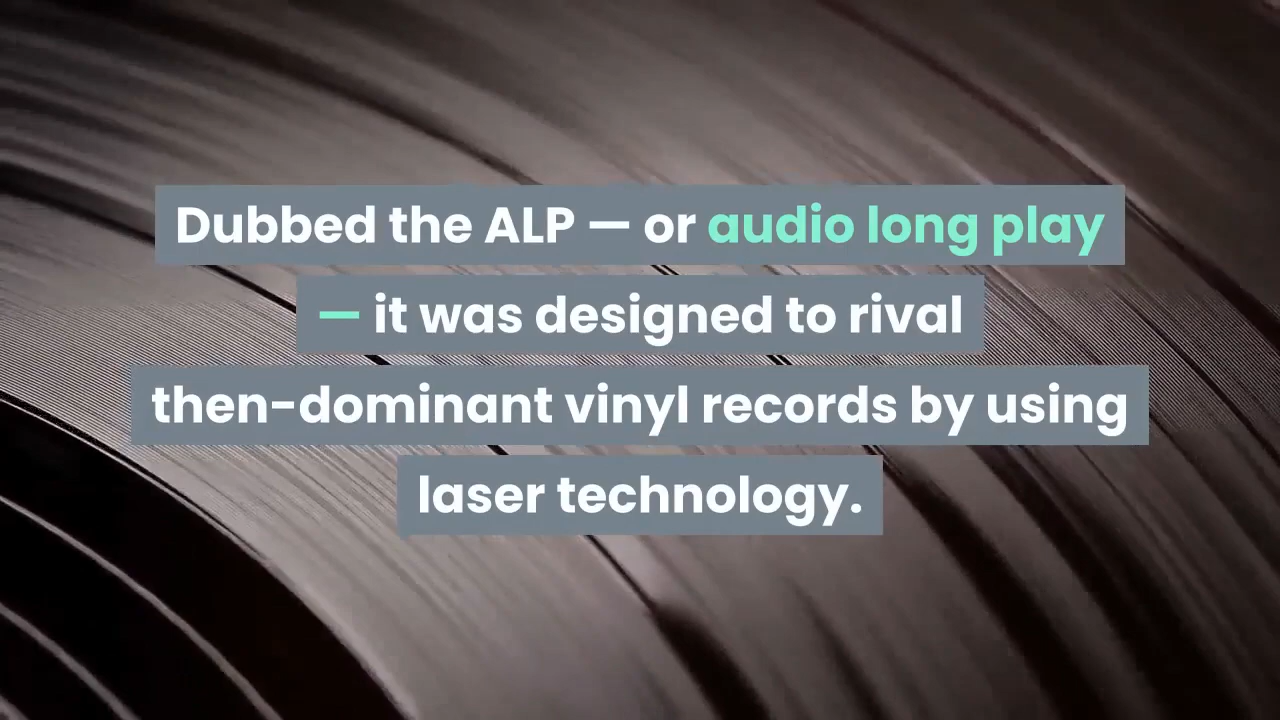 Dubbed the ALP — or audio long play
— it was designed to rival
then-dominant vinyl records by using
laser technology.